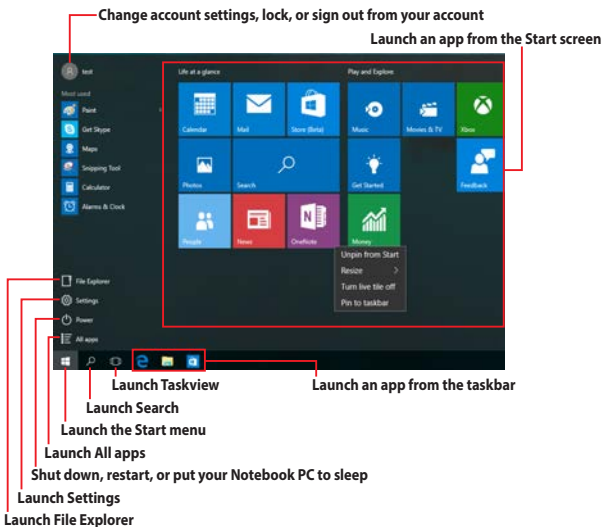 Change account settings, lock, or sign out from your account
Launch an app from the Start screen
test
Most used
Paint
Get Skype
Maps
Snipping Tool
Calculator
Alarms & Clock
File Explorer
Settings
Power
All apps
Life at a glance
Calendar
Mail
Store (Beta)
Photos
Search
People
News
OneNote
Play and Explore
Music
Movies & TV
Xbox
Get Started
Feedback
Money
Unpin from Start
Resize
Turn live tile off
Pin to taskbar
Launch Taskview
Launch an app from the taskbar
Launch Search
Launch the Start menu
Launch All apps
Shut down, restart, or put your Notebook PC to sleep
Launch Settings
Launch File Explorer